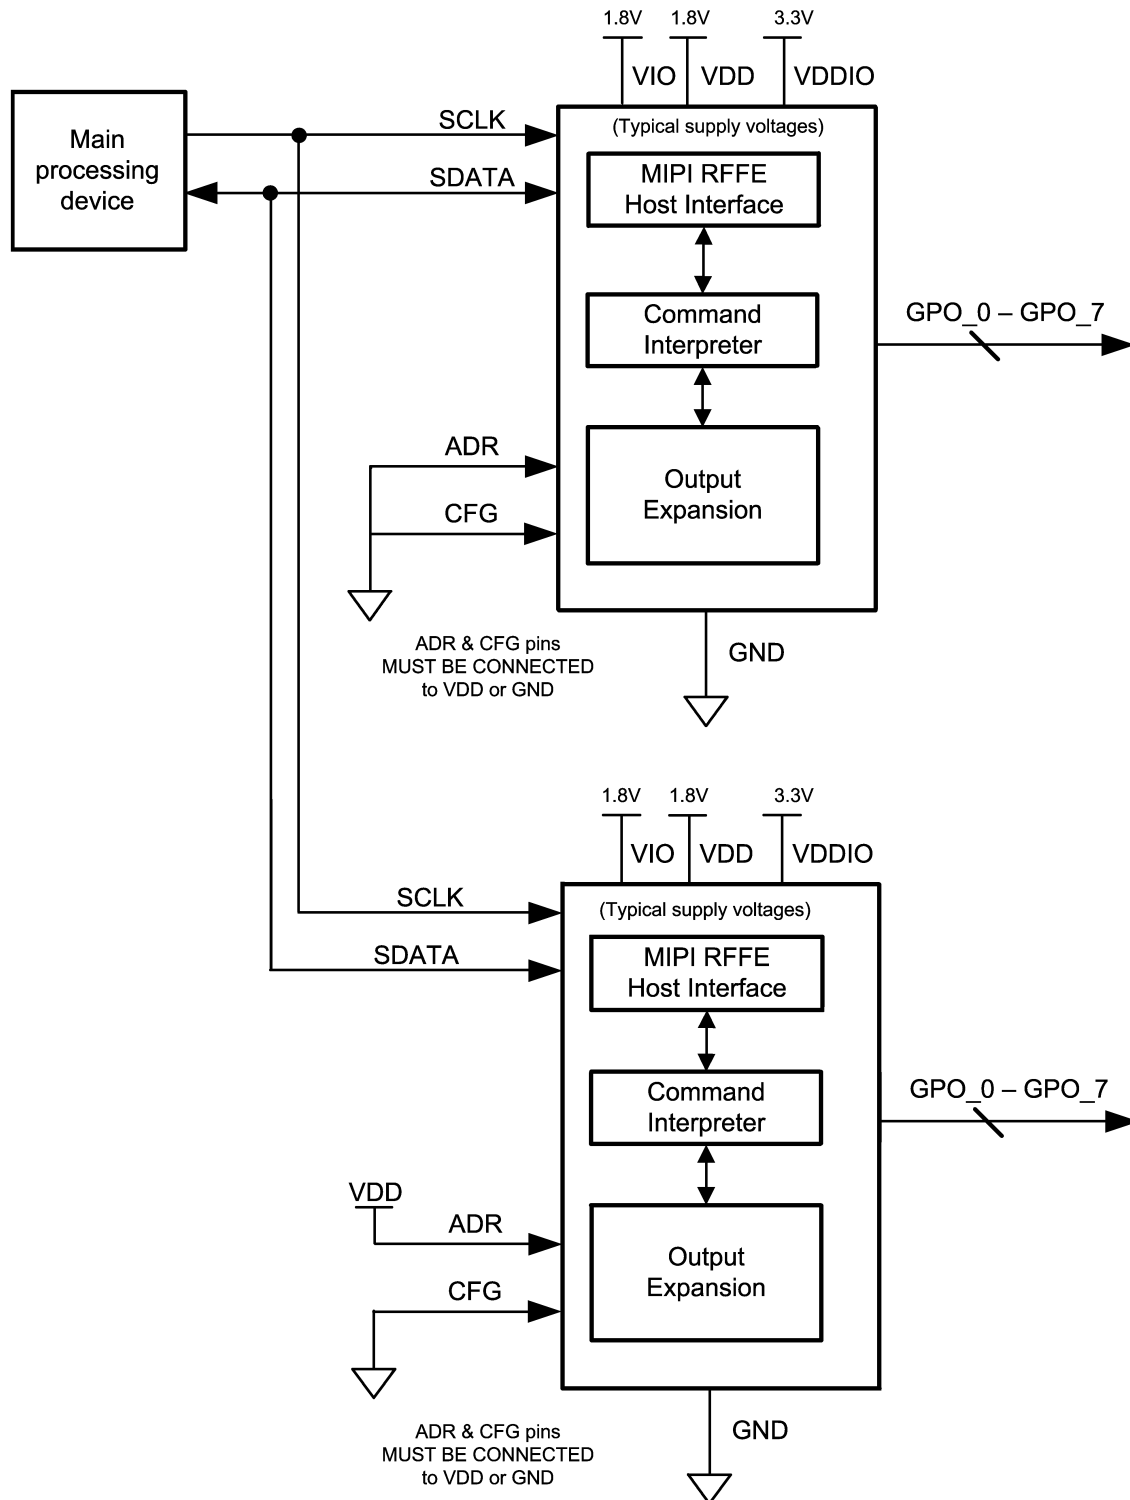 1.8V 1.8V 3.3V
VIO VDD VDDIO
Main
processing
device
SCLK
SDATA
(Typical supply voltages)
MIPI RFFE
Host Interface
Command
Interpreter
GPO_0 – GPO_7
ADR
CFG
Output
Expansion
ADR & CFG pins
MUST BE CONNECTED
to VDD or GND
GND
1.8V 1.8V 3.3V
VIO VDD VDDIO
SCLK
SDATA
(Typical supply voltages)
MIPI RFFE
Host Interface
Command
Interpreter
GPO_0 – GPO_7
VDD
ADR
CFG
Output
Expansion
ADR & CFG pins
MUST BE CONNECTED
to VDD or GND
GND